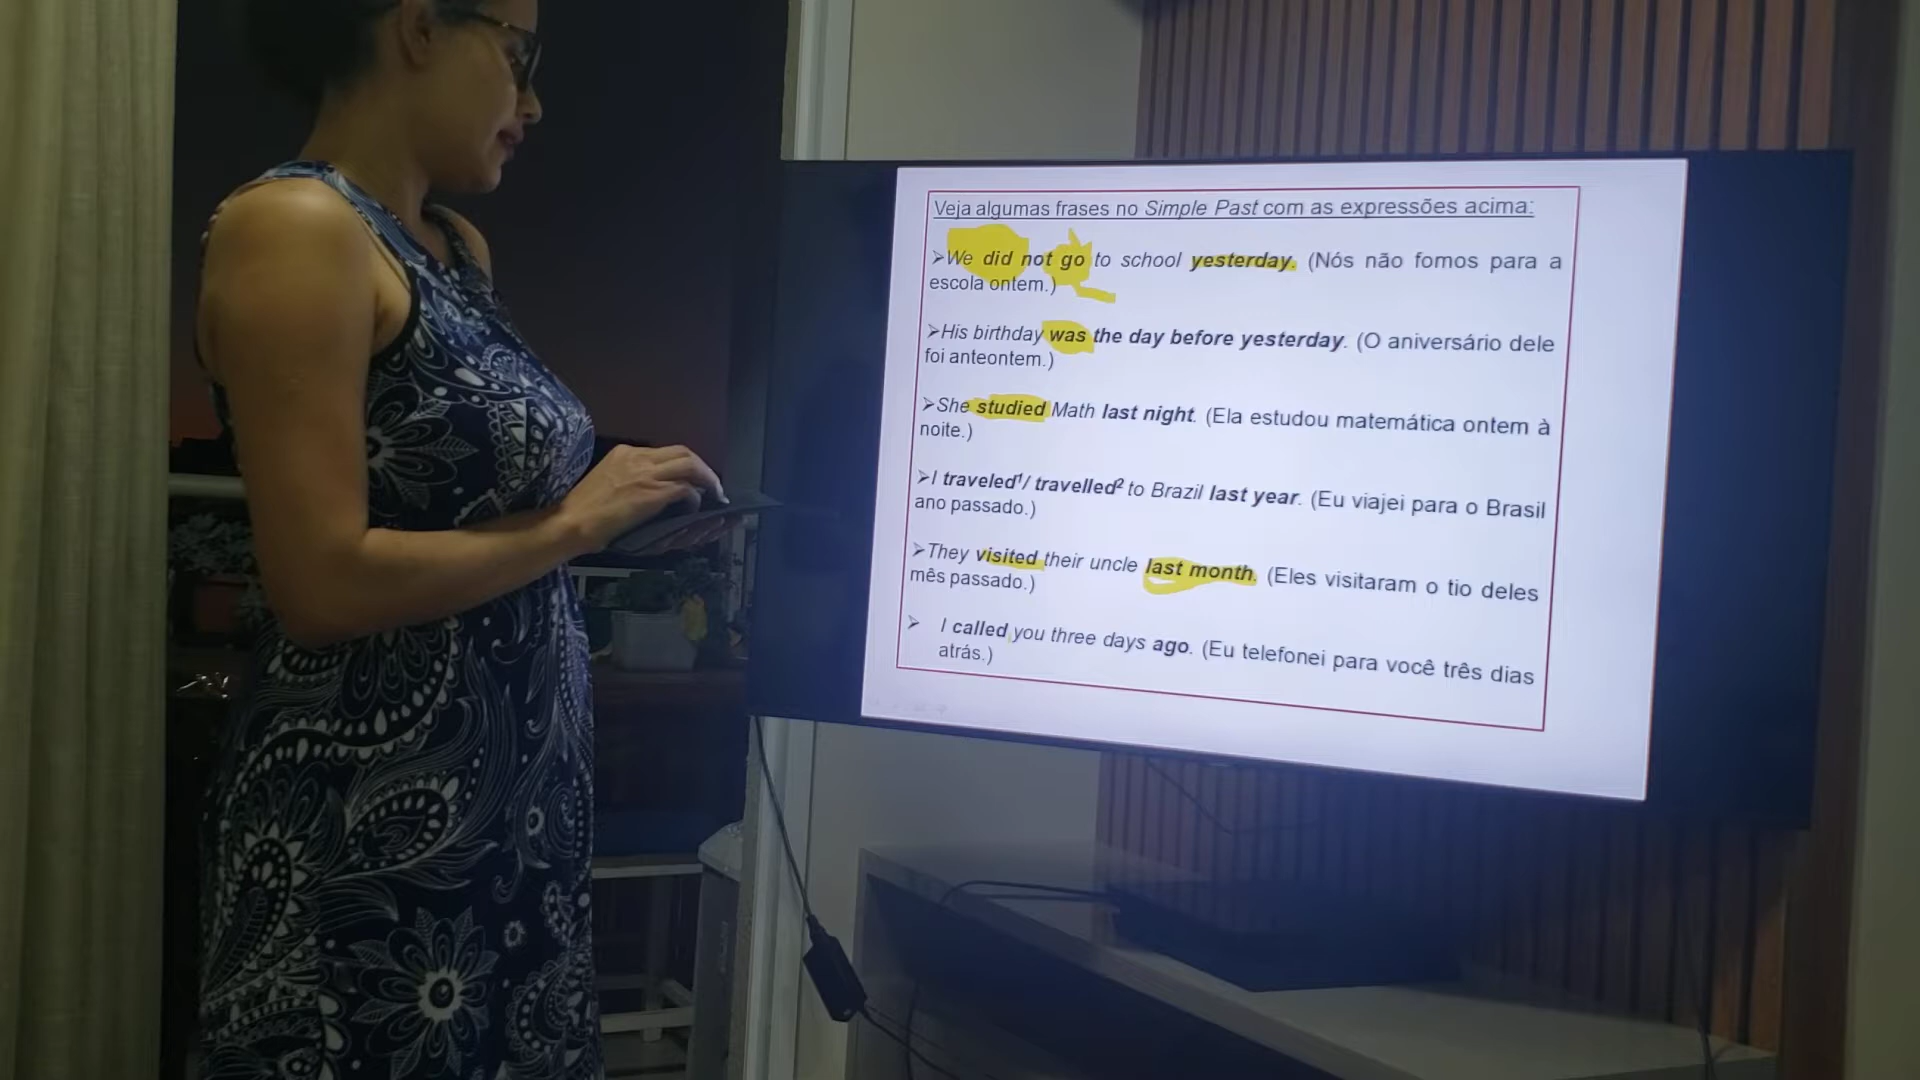 Veja algumas frases no Simple Past com as expressões acima:
➢We did not go to school yesterday. (Nós não fomos para a
escola ontem.)
➢His birthday was the day before yesterday. (O aniversário dele
foi anteontem.)
➢She studied Math last night. (Ela estudou matemática ontem à
noite.)
➢I traveled¹/ travelled² to Brazil last year. (Eu viajei para o Brasil
ano passado.)
➢They visited their uncle last month. (Eles visitaram o tio deles
mês passado.)
➢ I called you three days ago. (Eu telefonei para você três dias
atrás.)